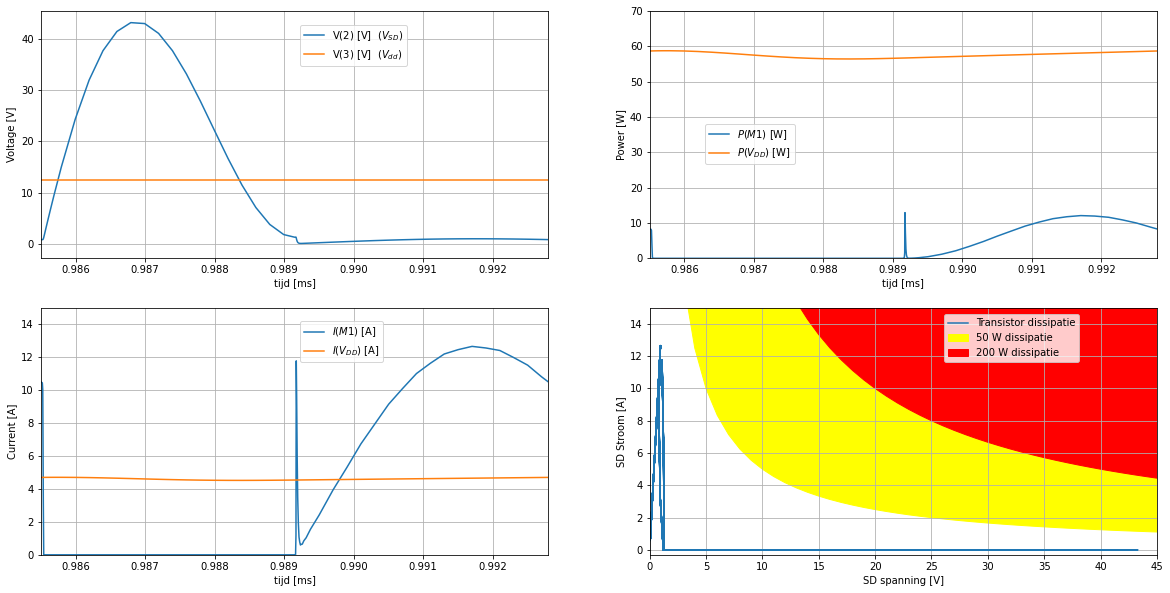 40
30
20
10
0
Voltage [V]
V(2) [V] (V_SD)
V(3) [V] (V_dd)
0.986 0.987 0.988 0.989 0.990 0.991 0.992
tijd [ms]
70
60
50
40
30
20
10
0
Power [W]
P(M1) [W]
P(V_DD) [W]
0.986 0.987 0.988 0.989 0.990 0.991 0.992
tijd [ms]
14
12
10
8
6
4
2
0
Current [A]
I(M1) [A]
I(V_DD) [A]
0.986 0.987 0.988 0.989 0.990 0.991 0.992
tijd [ms]
14
12
10
8
6
4
2
0
SD Stroom [A]
Transistor dissipatie
50 W dissipatie
200 W dissipatie
0 5 10 15 20 25 30 35 40 45
SD spanning [V]